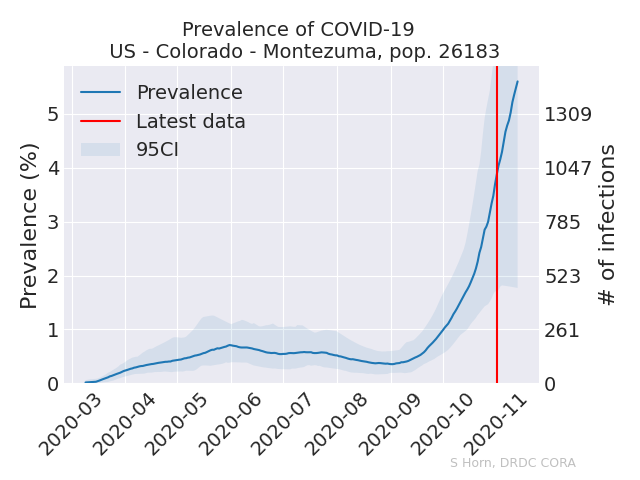 Prevalence of COVID-19
US - Colorado - Montezuma, pop. 26183
Prevalence
Latest data
95CI
Prevalence (%)
5
4
3
2
1
0
1309
1047
785
523
261
0
# of infections
2020-03
2020-04
2020-05
2020-06
2020-07
2020-08
2020-09
2020-10
2020-11
S Horn, DRDC CORA